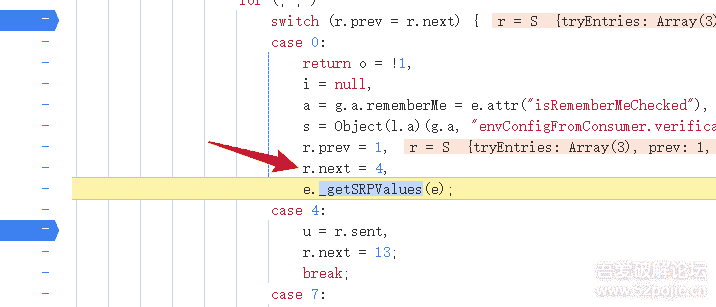 for (; ; )
switch (r.prev = r.next) { r = S {tryEntries: Array(3)
case 0:
return o = !1,
i = null,
a = g.a.rememberMe = e.attr("isRememberMeChecked"),
s = Object(l.a)(g.a, "envConfigFromConsumer.verifica
r.prev = 1, r = S {tryEntries: Array(3), prev: 1,
r.next = 4,
e._getSRPValues(e);
case 4:
u = r.sent,
r.next = 13;
break;
case 7:
吾爱破解论坛
www.52pojie.cn